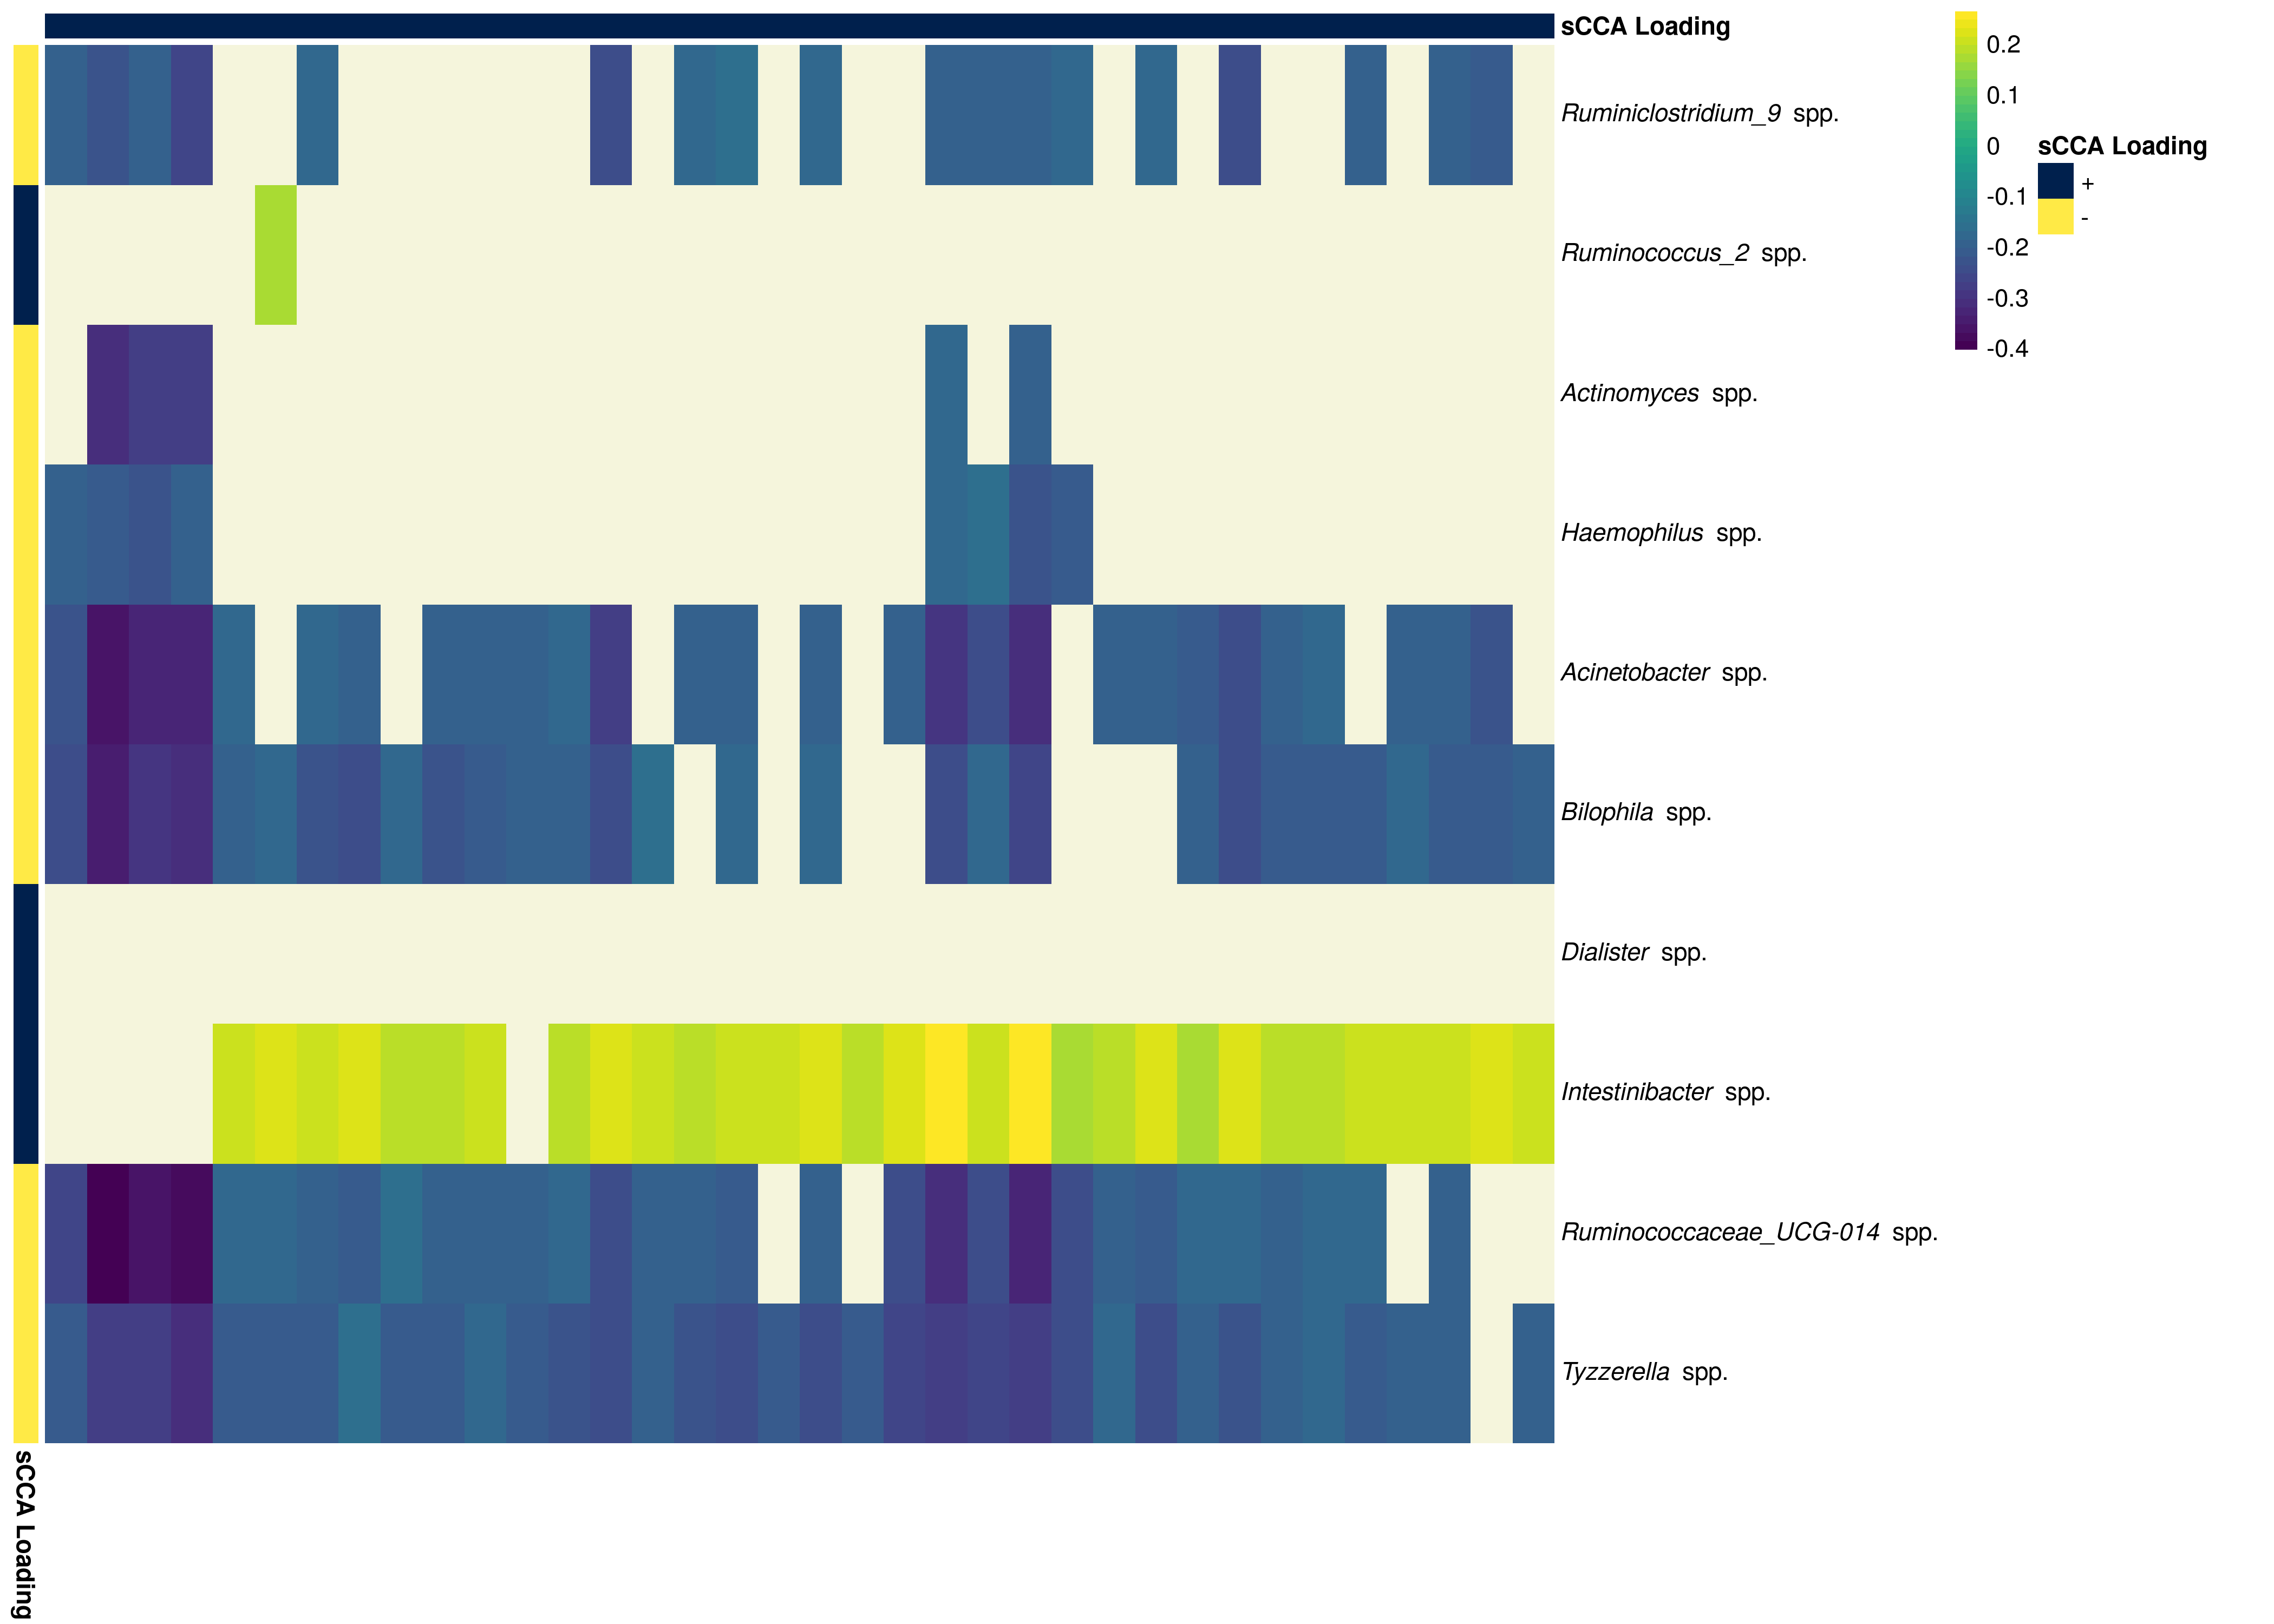 sCCA Loading
Ruminiclostridium_9 spp.
Ruminococcus_2 spp.
Actinomyces spp.
Haemophilus spp.
Acinetobacter spp.
Bilophila spp.
Dialister spp.
Intestinibacter spp.
Ruminococcaceae_UCG-014 spp.
Tyzzerella spp.
sCCA Loading
0.2
0.1
0
-0.1
-0.2
-0.3
-0.4
sCCA Loading
+
-